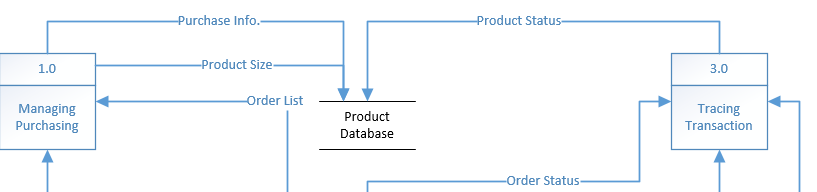 Purchase Info.
Product Status
1.0
Product Size
3.0
Managing
Purchasing
Order List
Product
Database
Tracing
Transaction
Order Status